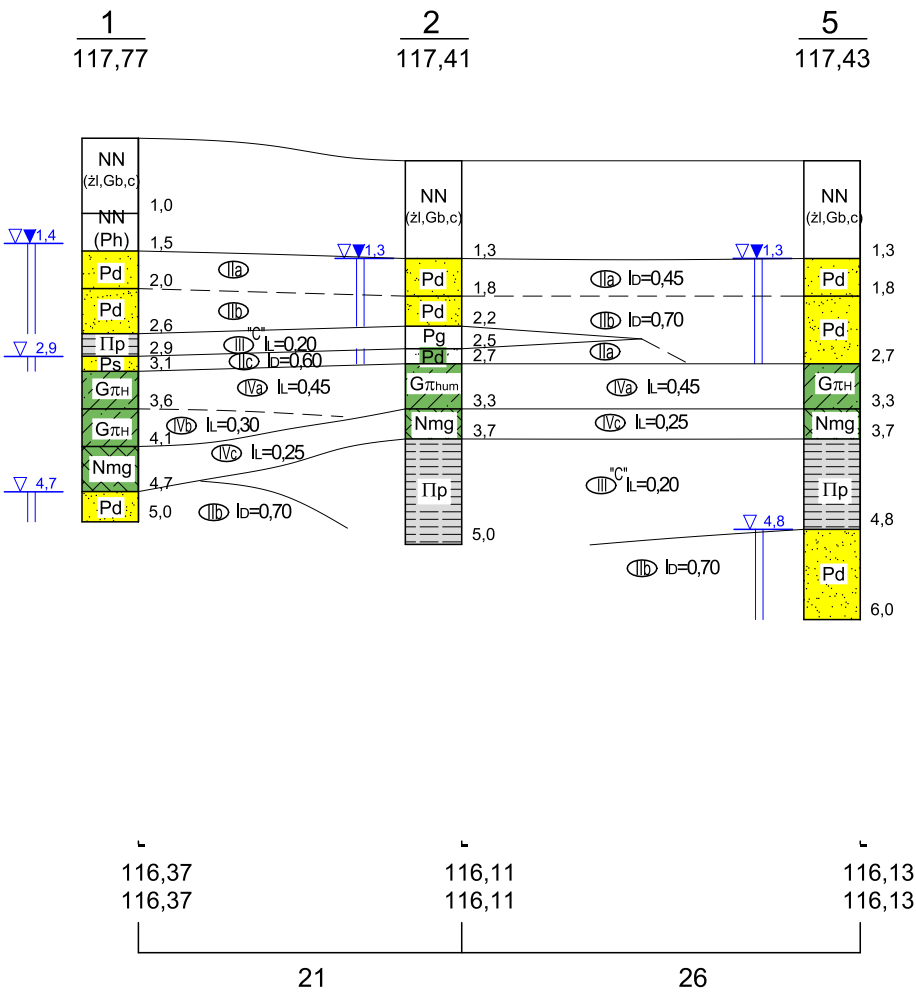 1 2 5
117,77 117,41 117,43
NN
(żl,Gb,c)
NN
(żl,Gb,c)
NN
(żl,Gb,c)
1,0
NN
(Ph)
1,4
1,5
1,3
1,3
1,3
1,3
Pd
IIa
Pd
IIa ID=0,45
Pd
2,0
1,8
1,8
Pd
IIb
Pd
IIb ID=0,70
Pd
2,6
2,2
Πp
III "C" IL=0,20
Pg
2,9
2,9
2,5
IIa
Ps
IIc ID=0,60
Pd
3,1
2,7
2,7
GπH
IVa IL=0,45
Gπhum
IVa IL=0,45
GπH
3,6
3,3
3,3
GπH
IVb IL=0,30
Nmg
IVc IL=0,25
Nmg
4,1
IVc IL=0,25
3,7
3,7
Nmg
4,7
4,7
Πp
III "C" IL=0,20
Πp
Pd
5,0
IIb ID=0,70
5,0
4,8
4,8
IIb ID=0,70
Pd
6,0
116,37 116,11 116,13
116,37 116,11 116,13
21 26